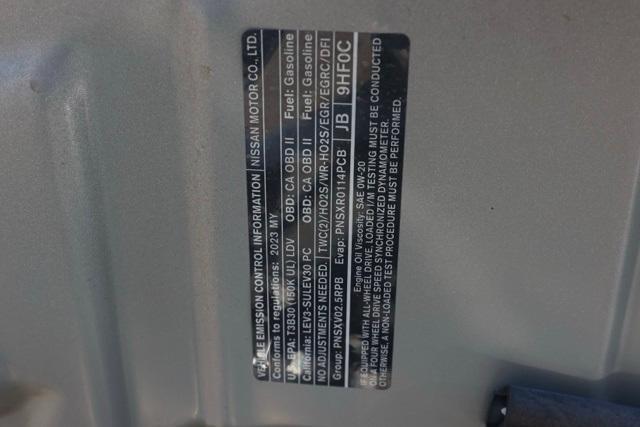 VEHICLE EMISSION CONTROL INFORMATION NISSAN MOTOR CO., LTD.
Conforms to regulations: 2023 MY
U.S. EPA: T3B30 (150K UL) LDV OBD: CA OBD II Fuel: Gasoline
California: LEV3-SULEV30 PC OBD: CA OBD II Fuel: Gasoline
NO ADJUSTMENTS NEEDED. TWC(2)/HO2S/WR-HO2S/EGR/EGRC/DFI
Group: PNSXV02.5RPB Evap: PNSXR0114PCB JB 9HF0C
Engine Oil Viscosity: SAE 0W-20
IF EQUIPPED WITH ALL-WHEEL DRIVE, LOADED I/M TESTING MUST BE CONDUCTED
ON A FOUR WHEEL DRIVE SPEED SYNCHRONIZED DYNAMOMETER.
OTHERWISE, A NON-LOADED TEST PROCEDURE MUST BE PERFORMED.